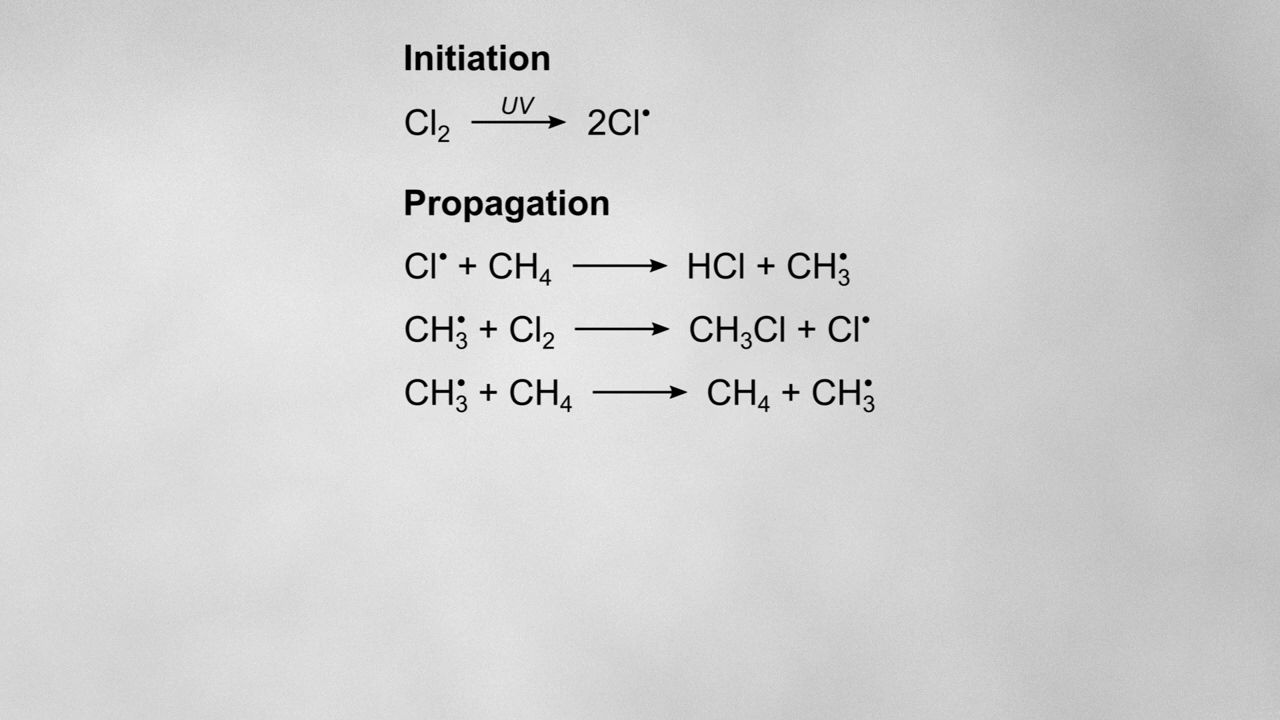 Initiation
Cl₂ UV⟶ 2Cl•
Propagation
Cl• + CH₄ ⟶ HCl + CH₃•
CH₃• + Cl₂ ⟶ CH₃Cl + Cl•
CH₃• + CH₄ ⟶ CH₄ + CH₃•